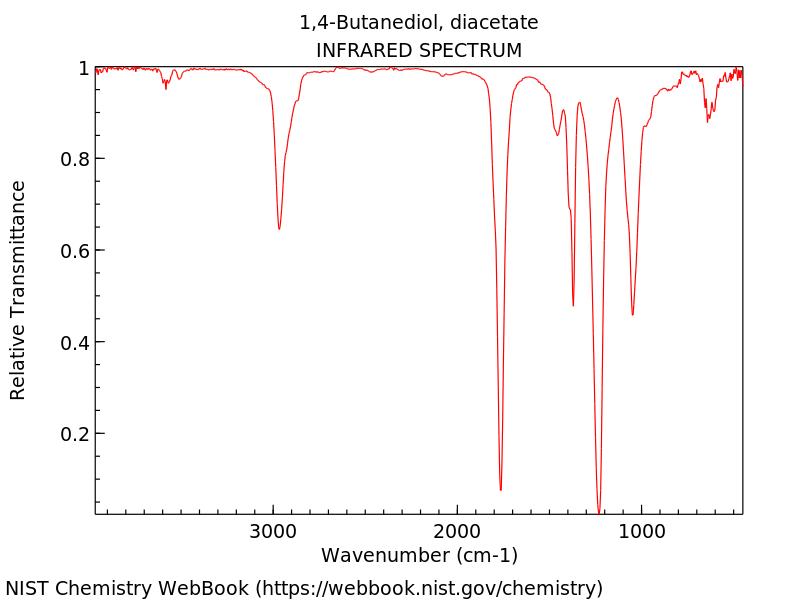 1,4-Butanediol, diacetate
INFRARED SPECTRUM
1
0.8
0.6
0.4
0.2
Relative Transmittance
3000 2000 1000
Wavenumber (cm-1)
NIST Chemistry WebBook (https://webbook.nist.gov/chemistry)